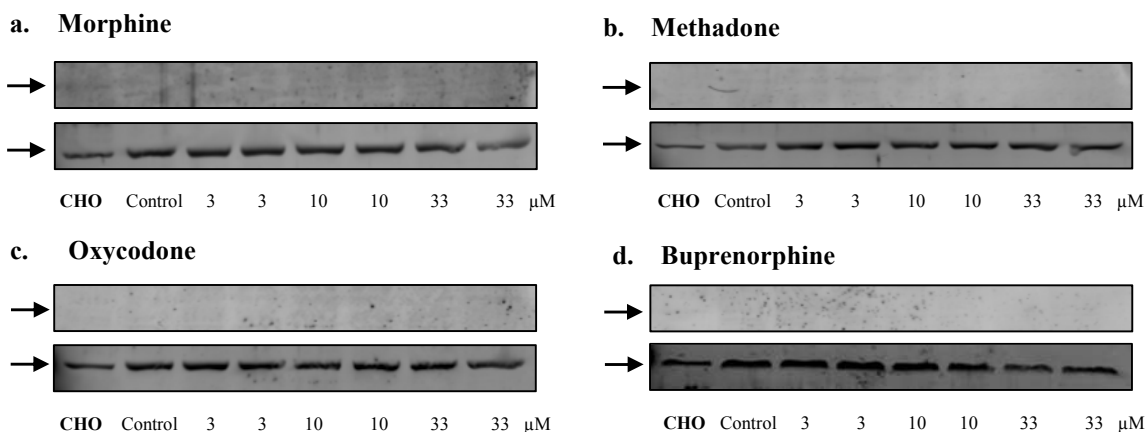 a. Morphine
CHO Control 3 3 10 10 33 33 µM
b. Methadone
CHO Control 3 3 10 10 33 33 µM
c. Oxycodone
CHO Control 3 3 10 10 33 33 µM
d. Buprenorphine
CHO Control 3 3 10 10 33 33 µM